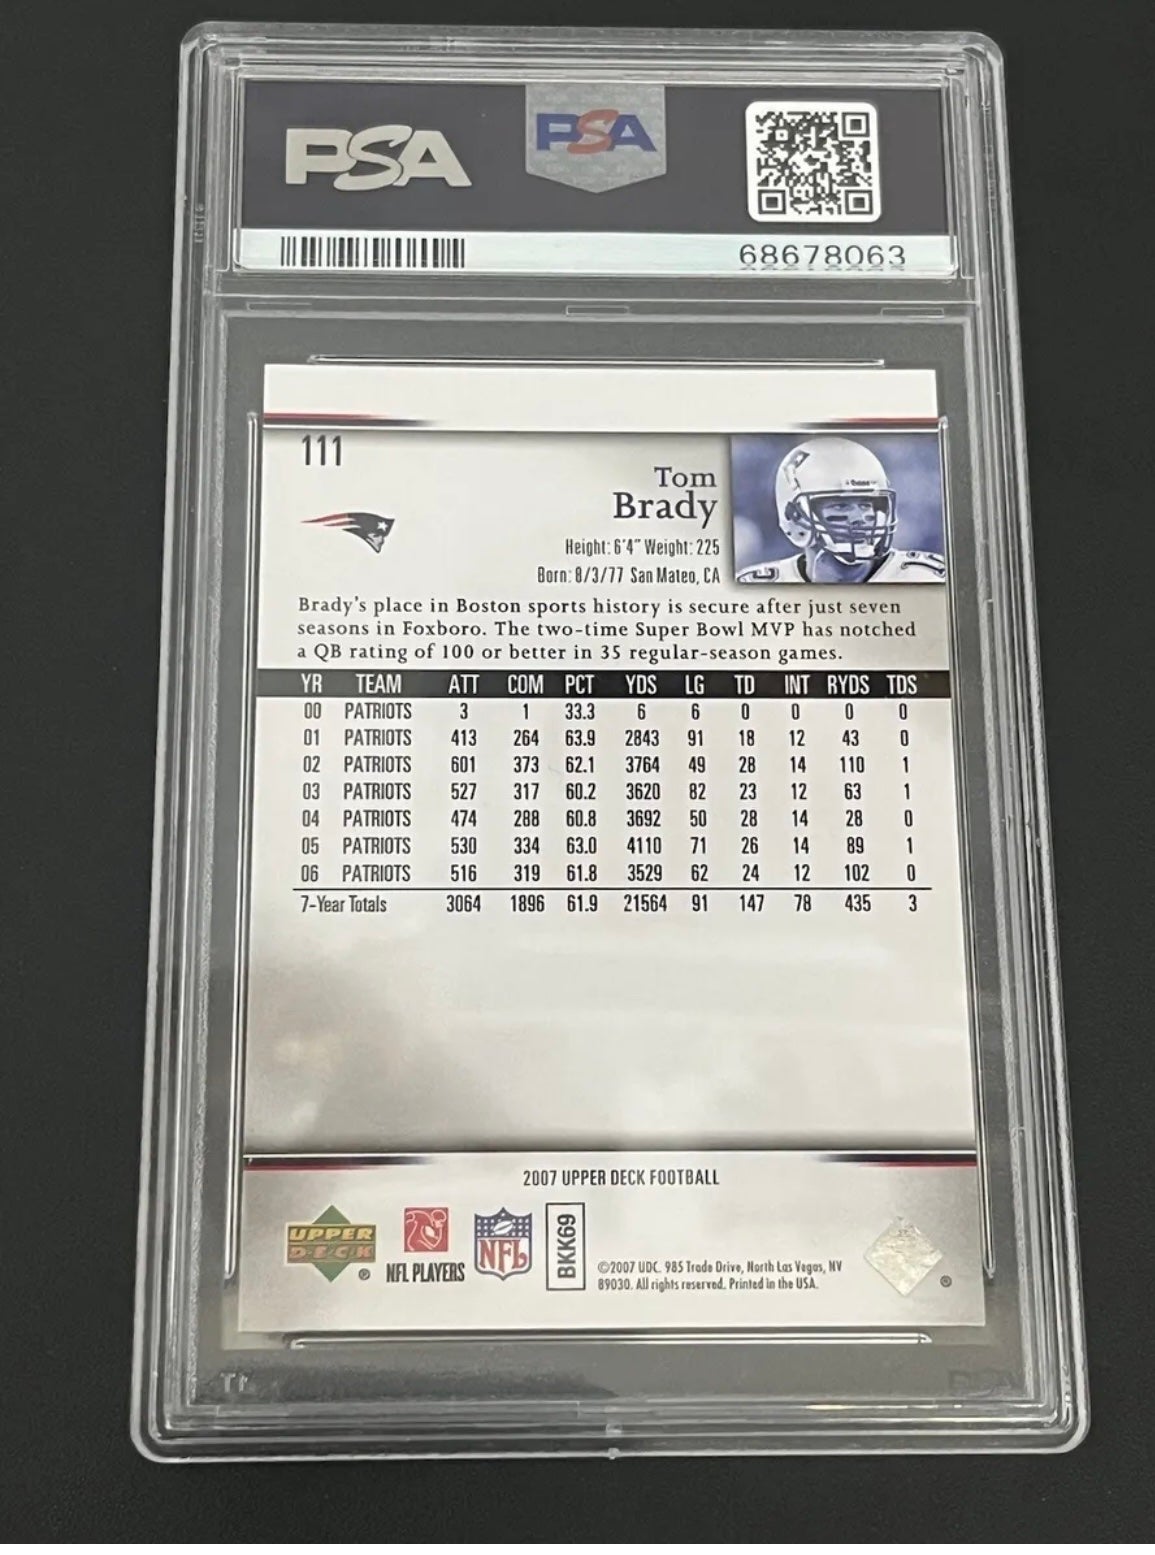 PSA PSA
68678063
111
Tom
Brady
Height: 6'4" Weight: 225
Born: 8/3/77 San Mateo, CA
Brady's place in Boston sports history is secure after just seven
seasons in Foxboro. The two-time Super Bowl MVP has notched
a QB rating of 100 or better in 35 regular-season games.
YR TEAM ATT COM PCT YDS LG TD INT RYDS TDS
00 PATRIOTS 3 1 33.3 6 6 0 0 0 0
01 PATRIOTS 413 264 63.9 2843 91 18 12 43 0
02 PATRIOTS 601 373 62.1 3764 49 28 14 110 1
03 PATRIOTS 527 317 60.2 3620 82 23 12 63 1
04 PATRIOTS 474 288 60.8 3692 50 28 14 28 0
05 PATRIOTS 530 334 63.0 4110 71 26 14 89 1
06 PATRIOTS 516 319 61.8 3529 62 24 12 102 0
7-Year Totals 3064 1896 61.9 21564 91 147 78 435 3
2007 UPPER DECK FOOTBALL
UPPER
DECK ®
NFL PLAYERS
NFL
BKK69
©2007 UDC. 985 Trade Drive, North Las Vegas, NV
89030. All rights reserved. Printed in the USA.
®